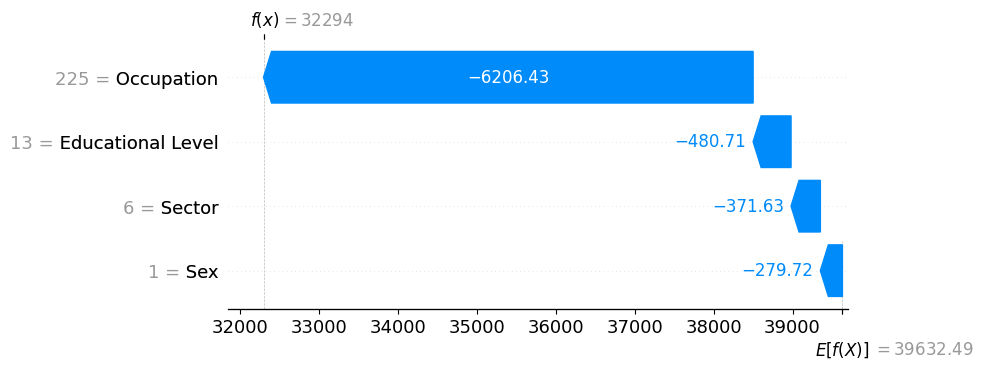 f(x) = 32294
225 = Occupation
−6206.43
13 = Educational Level
−480.71
6 = Sector
−371.63
1 = Sex
−279.72
32000 33000 34000 35000 36000 37000 38000 39000
E[f(X)] = 39632.49